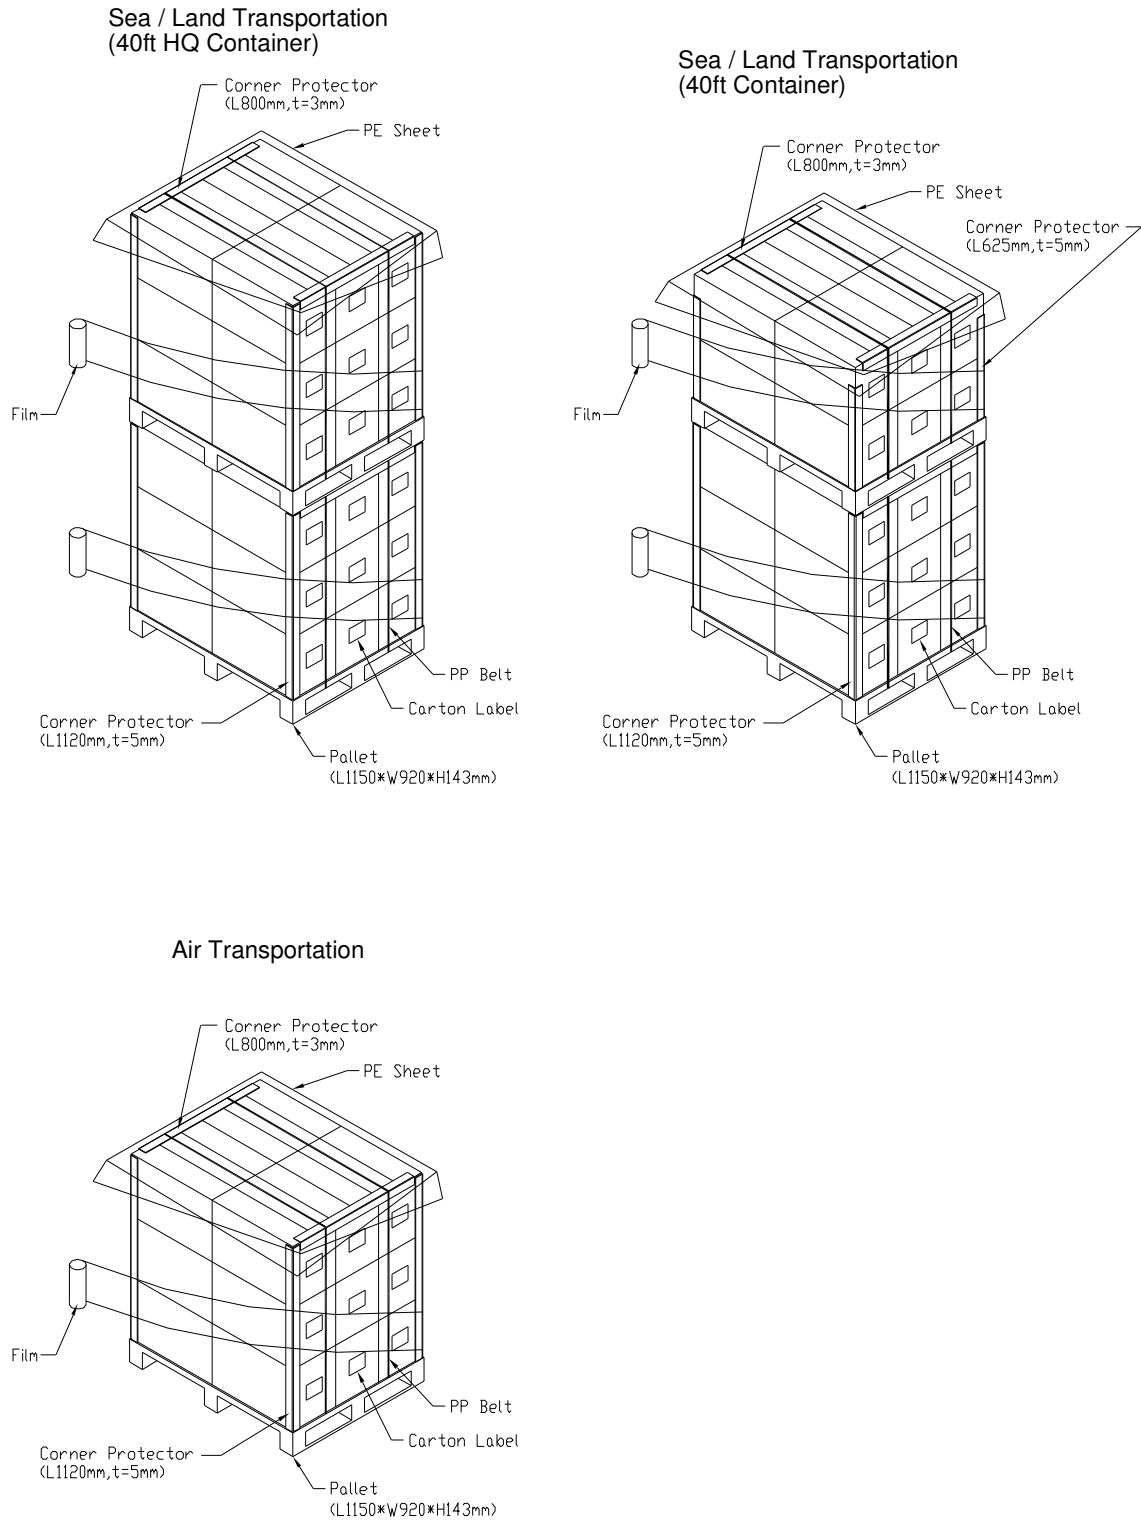 Sea / Land Transportation
(40ft HQ Container)
Corner Protector
(L800mm,t=3mm)
PE Sheet
Film
PP Belt
Carton Label
Corner Protector
(L1120mm,t=5mm)
Pallet
(L1150*W920*H143mm)
Sea / Land Transportation
(40ft Container)
Corner Protector
(L800mm,t=3mm)
PE Sheet
Corner Protector
(L625mm,t=5mm)
Film
PP Belt
Carton Label
Corner Protector
(L1120mm,t=5mm)
Pallet
(L1150*W920*H143mm)
Air Transportation
Corner Protector
(L800mm,t=3mm)
PE Sheet
Film
PP Belt
Carton Label
Corner Protector
(L1120mm,t=5mm)
Pallet
(L1150*W920*H143mm)